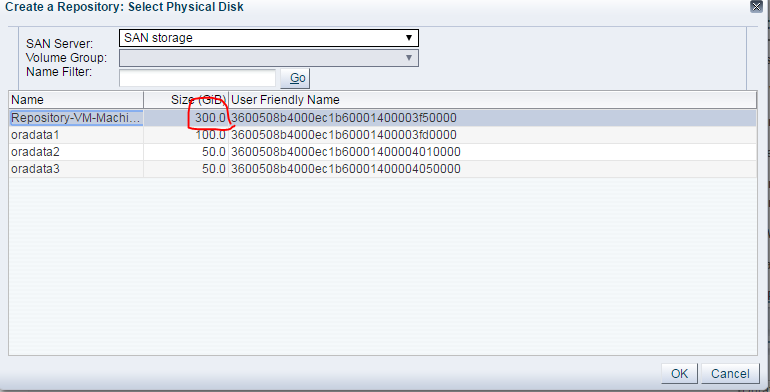 Create a Repository: Select Physical Disk
SAN Server: SAN storage
Volume Group:
Name Filter: Go
Name Size (GiB) User Friendly Name
Repository-VM-Machi... 300.0 3600508b4000ec1b60001400003f50000
oradata1 100.0 3600508b4000ec1b60001400003fd0000
oradata2 50.0 3600508b4000ec1b60001400004010000
oradata3 50.0 3600508b4000ec1b60001400004050000
OK Cancel